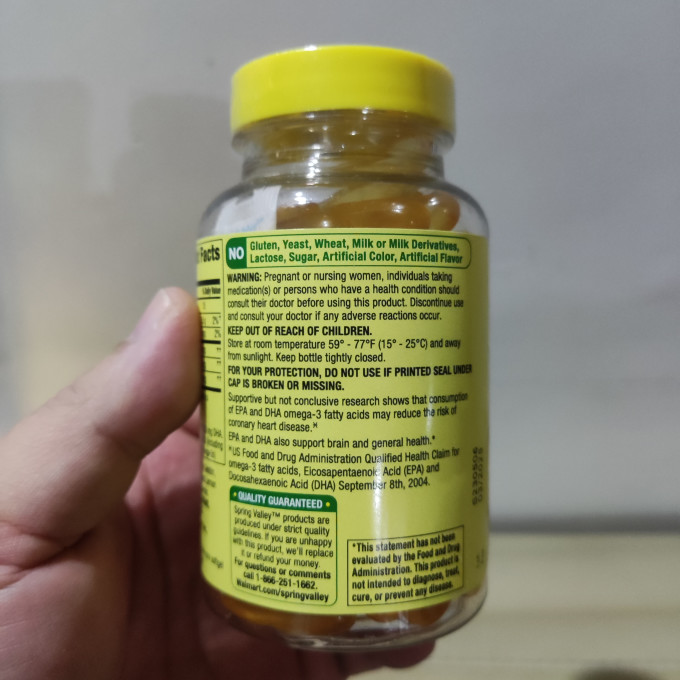 Facts
% Daily Value
2%*
2%
NO
Gluten, Yeast, Wheat, Milk or Milk Derivatives,
Lactose, Sugar, Artificial Color, Artificial Flavor
WARNING: Pregnant or nursing women, individuals taking
medication(s) or persons who have a health condition should
consult their doctor before using this product. Discontinue use
and consult your doctor if any adverse reactions occur.
KEEP OUT OF REACH OF CHILDREN.
Store at room temperature 59° - 77°F (15° - 25°C) and away
from sunlight. Keep bottle tightly closed.
FOR YOUR PROTECTION, DO NOT USE IF PRINTED SEAL UNDER
CAP IS BROKEN OR MISSING.
Supportive but not conclusive research shows that consumption
of EPA and DHA omega-3 fatty acids may reduce the risk of
coronary heart disease.
EPA and DHA also support brain and general health.*
US Food and Drug Administration Qualified Health Claim for
omega-3 fatty acids, Eicosapentaenoic Acid (EPA) and
Docosahexaenoic Acid (DHA) September 8th, 2004.
• QUALITY GUARANTEED •
Spring Valley™ products are
produced under strict quality
guidelines. If you are unhappy
with this product, we'll replace
it or refund your money.
For questions or comments
call 1-866-251-1662.
Walmart.com/springvalley
*This statement has not been
evaluated by the Food and Drug
Administration. This product is
not intended to diagnose, treat,
cure, or prevent any disease.